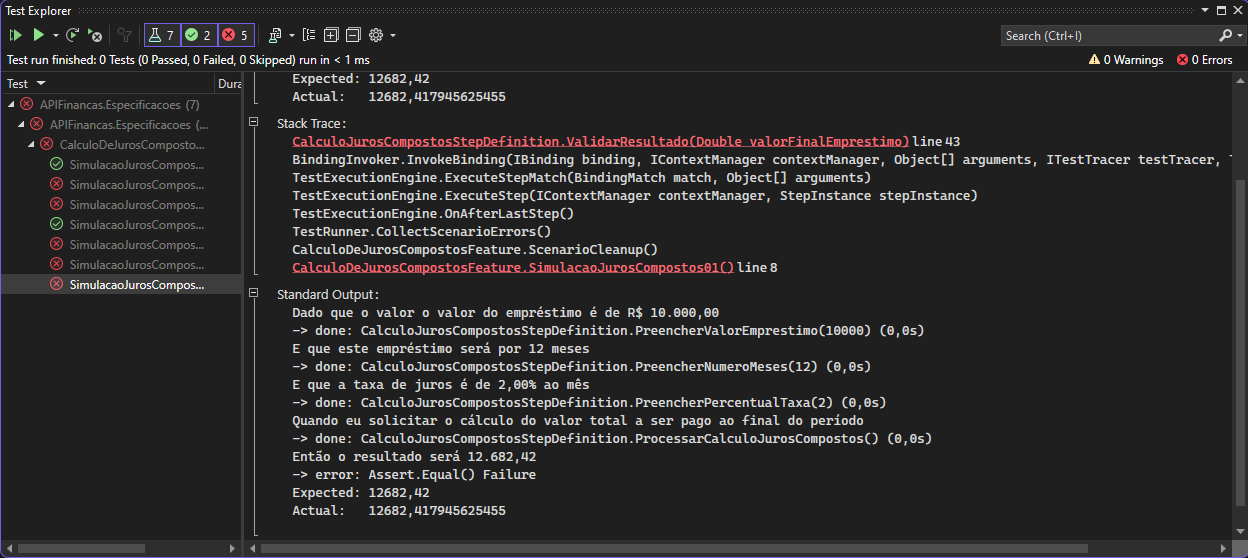 Test Explorer
7 2 5
Search (Ctrl+I)
Test run finished: 0 Tests (0 Passed, 0 Failed, 0 Skipped) run in < 1 ms
0 Warnings 0 Errors
Test
Dura
APIFinancas.Especificacoes (7)
APIFinancas.Especificacoes (...
CalculoDeJurosComposto...
SimulacaoJurosCompos...
SimulacaoJurosCompos...
SimulacaoJurosCompos...
SimulacaoJurosCompos...
SimulacaoJurosCompos...
SimulacaoJurosCompos...
SimulacaoJurosCompos...
Expected: 12682,42
Actual: 12682,417945625455
Stack Trace:
CalculoJurosCompostosStepDefinition.ValidarResultado(Double valorFinalEmprestimo) line 43
BindingInvoker.InvokeBinding(IBinding binding, IContextManager contextManager, Object[] arguments, ITestTracer testTracer, T
TestExecutionEngine.ExecuteStepMatch(BindingMatch match, Object[] arguments)
TestExecutionEngine.ExecuteStep(IContextManager contextManager, StepInstance stepInstance)
TestExecutionEngine.OnAfterLastStep()
TestRunner.CollectScenarioErrors()
CalculoDeJurosCompostosFeature.ScenarioCleanup()
CalculoDeJurosCompostosFeature.SimulacaoJurosCompostos01() line 8
Standard Output:
Dado que o valor o valor do empréstimo é de R$ 10.000,00
-> done: CalculoJurosCompostosStepDefinition.PreencherValorEmprestimo(10000) (0,0s)
E que este empréstimo será por 12 meses
-> done: CalculoJurosCompostosStepDefinition.PreencherNumeroMeses(12) (0,0s)
E que a taxa de juros é de 2,00% ao mês
-> done: CalculoJurosCompostosStepDefinition.PreencherPercentualTaxa(2) (0,0s)
Quando eu solicitar o cálculo do valor total a ser pago ao final do período
-> done: CalculoJurosCompostosStepDefinition.ProcessarCalculoJurosCompostos() (0,0s)
Então o resultado será 12.682,42
-> error: Assert.Equal() Failure
Expected: 12682,42
Actual: 12682,417945625455